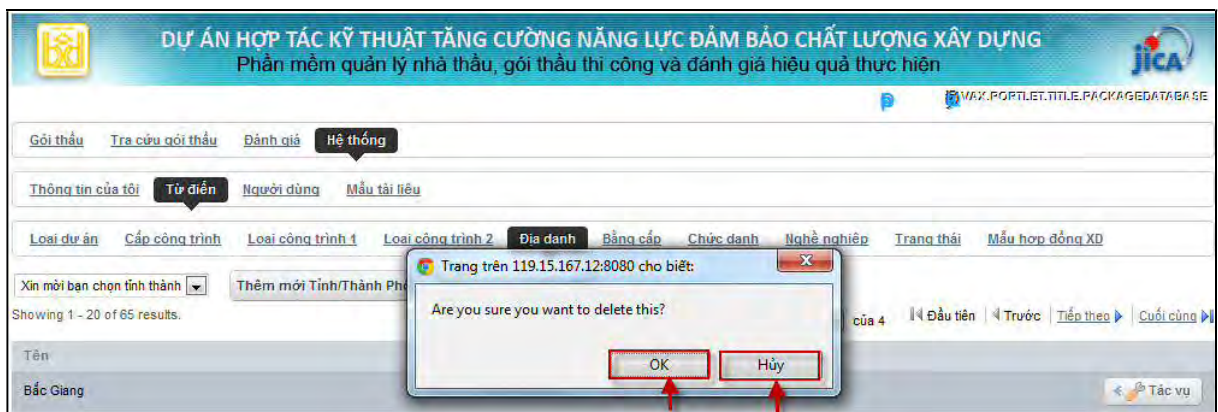 bxd
DỰ ÁN HỢP TÁC KỸ THUẬT TĂNG CƯỜNG NĂNG LỰC ĐẢM BẢO CHẤT LƯỢNG XÂY DỰNG
Phần mềm quản lý nhà thầu, gói thầu thi công và đánh giá hiệu quả thực hiện
jica
VAX.PORTLET.TITLE.PACKAGEDATABASE
Gói thầu Tra cứu gói thầu Đánh giá Hệ thống
Thông tin của tôi Từ điển Người dùng Mẫu tài liệu
Loại dự án Cấp công trình Loại công trình 1 Loại công trình 2 Địa danh Bằng cấp Chức danh Nghề nghiệp Trạng thái Mẫu hợp đồng XD
Trang trên 119.15.167.12:8080 cho biết:
Xin mời bạn chọn tỉnh thành Thêm mới Tỉnh/Thành Phố
Are you sure you want to delete this?
Showing 1 - 20 of 65 results. của 4 Đầu tiên Trước Tiếp theo Cuối cùng
OK Hủy
Tên
Bắc Giang Tác vụ